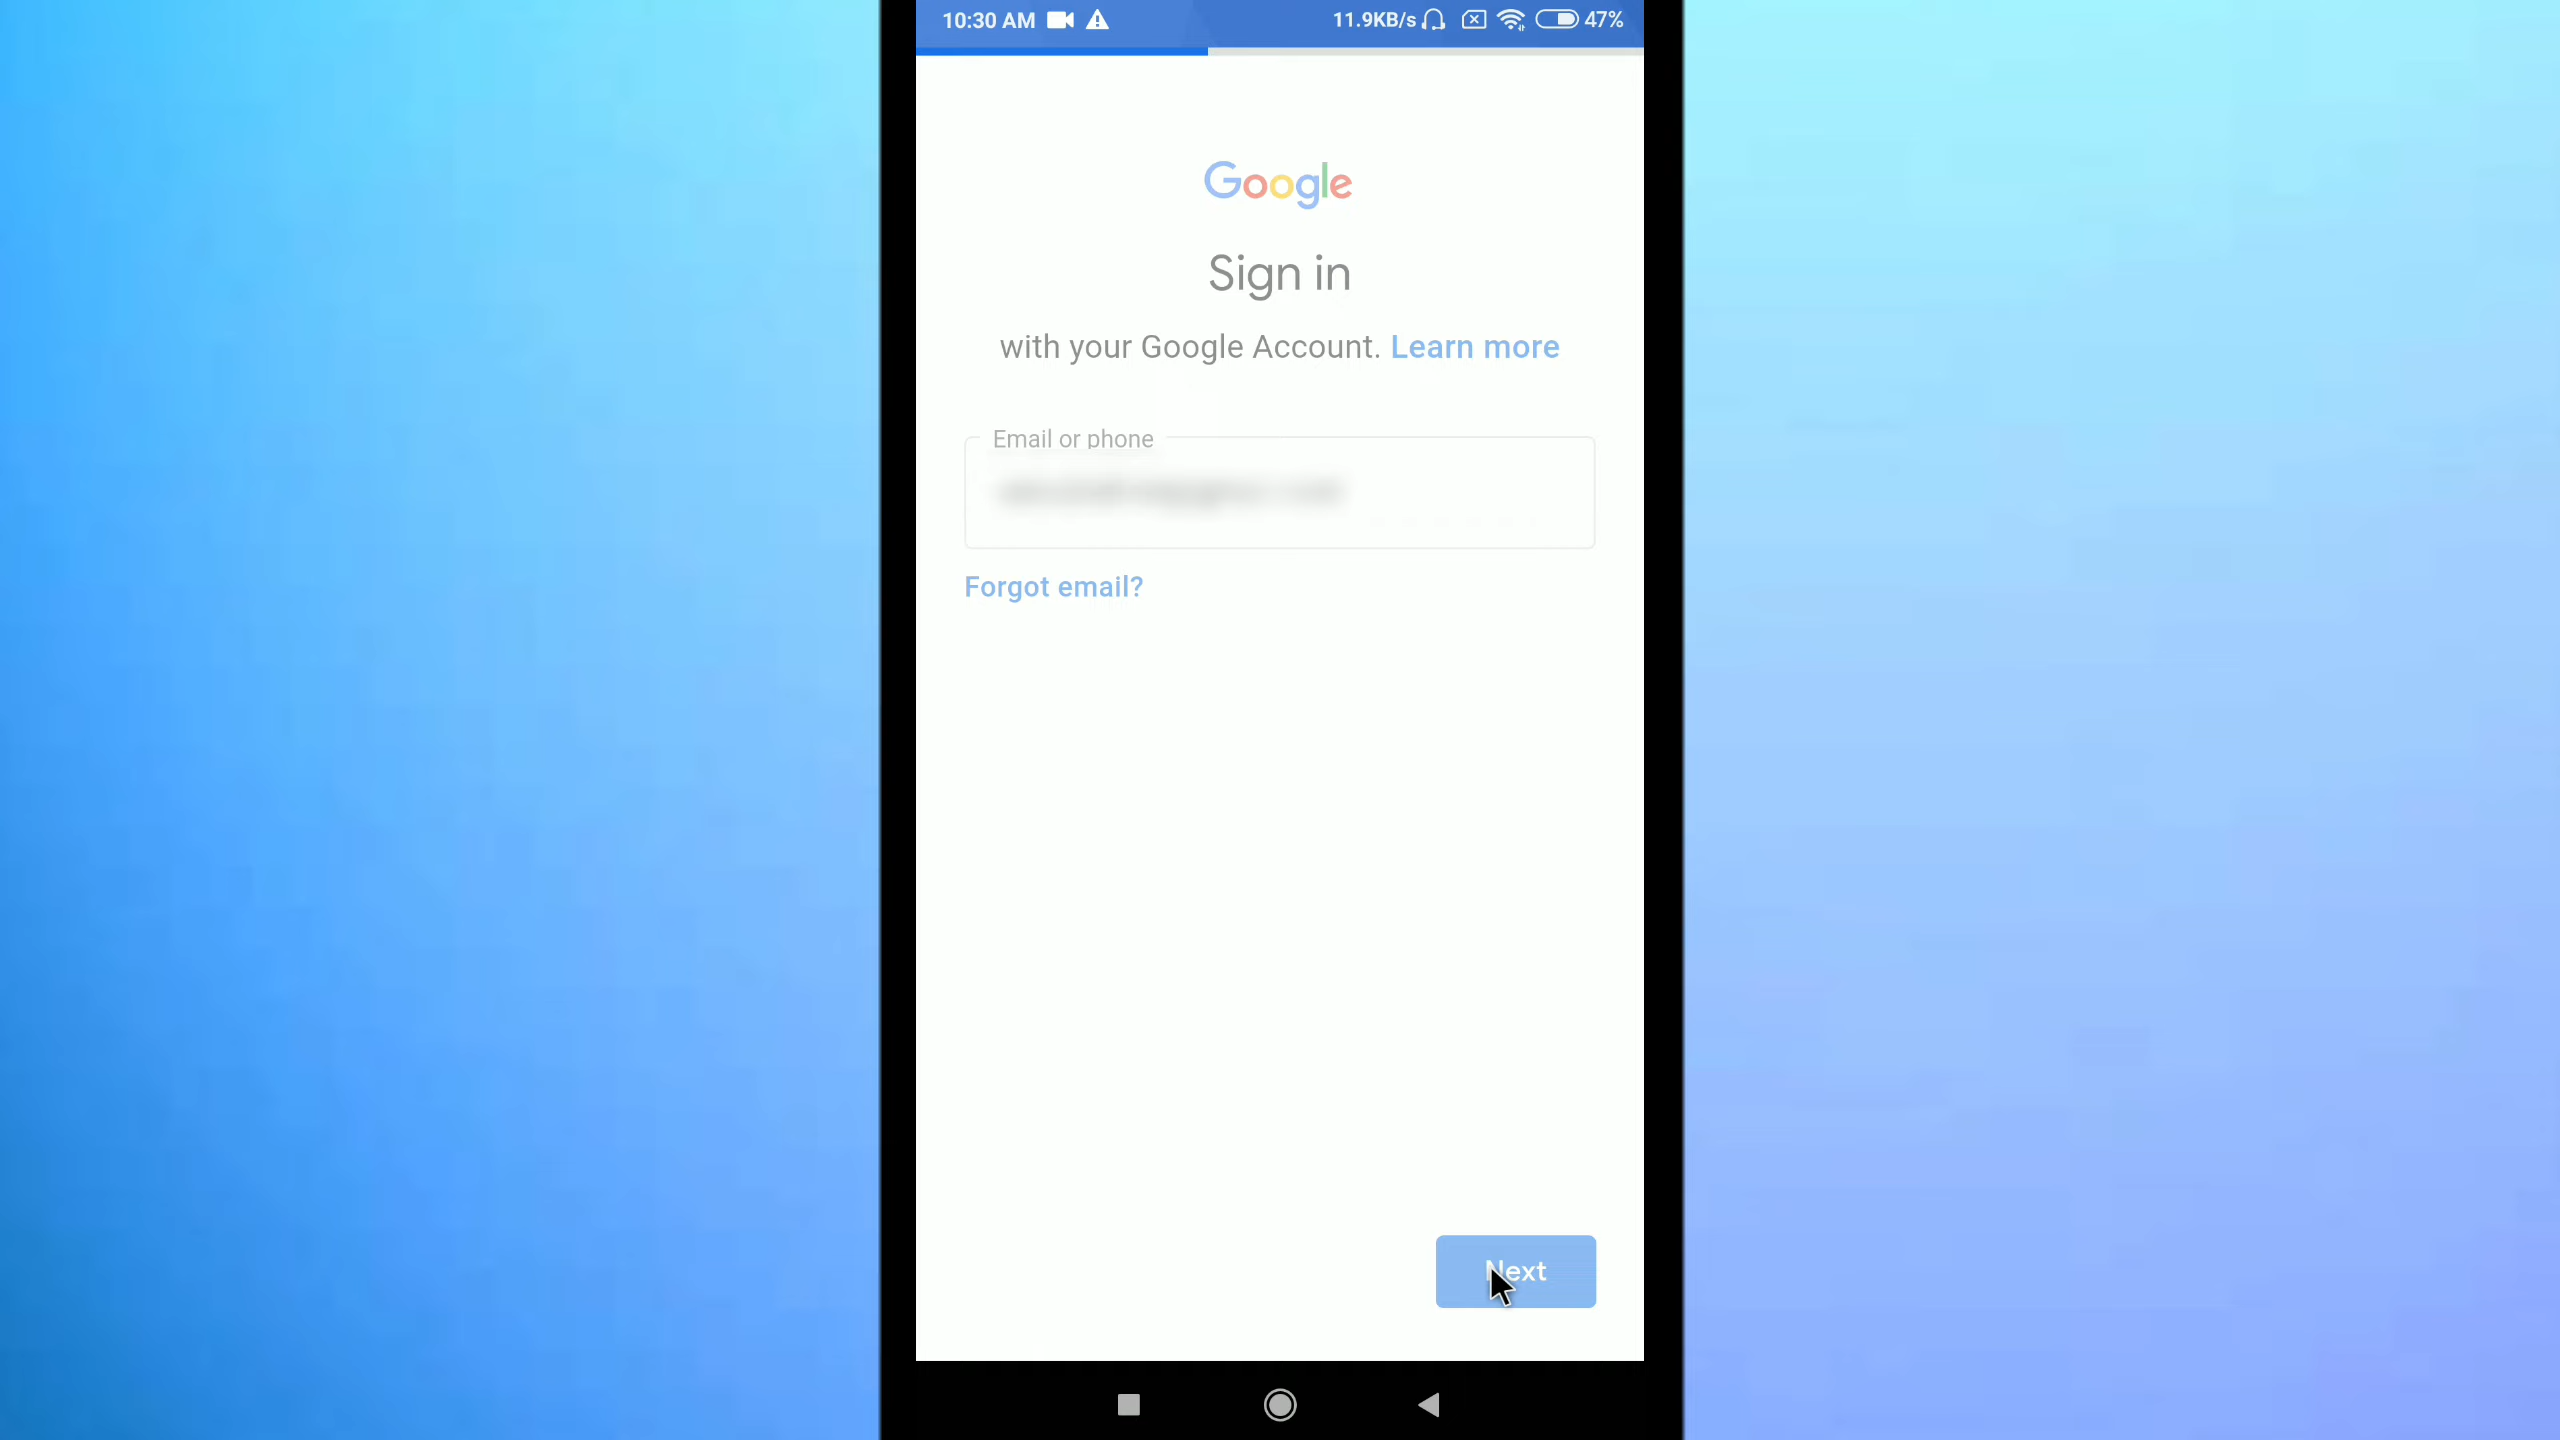 10:30 AM 11.9KB/s 47%
Google
Sign in
with your Google Account. Learn more
Email or phone
Forgot email?
Next